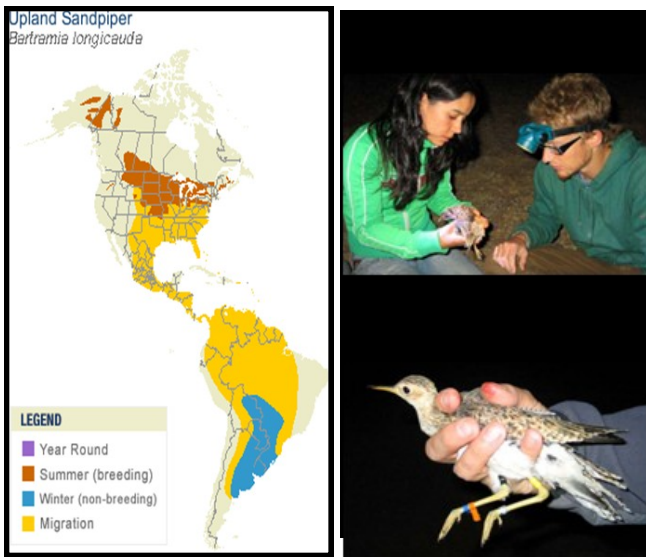 Upland Sandpiper
Bartramia longicauda
LEGEND
Year Round
Summer (breeding)
Winter (non-breeding)
Migration